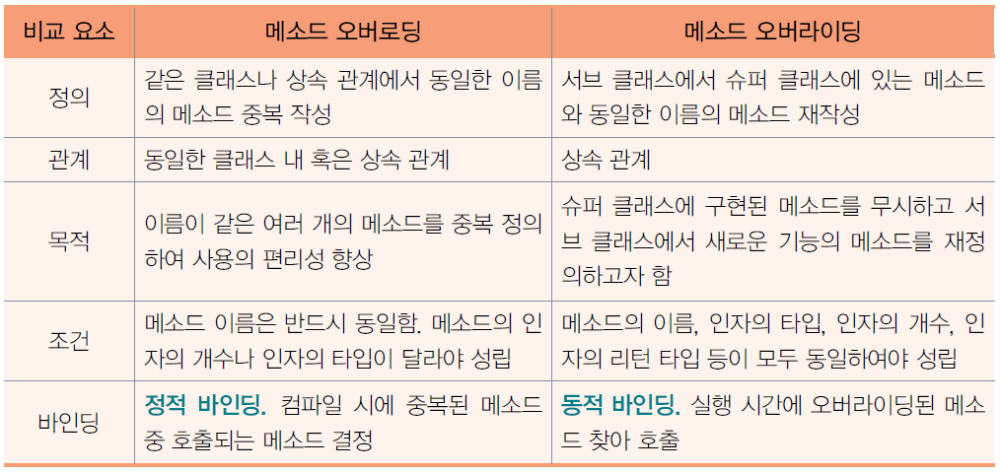 비교 요소
메소드 오버로딩
메소드 오버라이딩
정의
같은 클래스나 상속 관계에서 동일한 이름
의 메소드 중복 작성
서브 클래스에서 슈퍼 클래스에 있는 메소드
와 동일한 이름의 메소드 재작성
관계
동일한 클래스 내 혹은 상속 관계
상속 관계
목적
이름이 같은 여러 개의 메소드를 중복 정의
하여 사용의 편리성 향상
슈퍼 클래스에 구현된 메소드를 무시하고 서
브 클래스에서 새로운 기능의 메소드를 재정
의하고자 함
조건
메소드 이름은 반드시 동일함. 메소드의 인
자의 개수나 인자의 타입이 달라야 성립
메소드의 이름, 인자의 타입, 인자의 개수, 인
자의 리턴 타입 등이 모두 동일하여야 성립
바인딩
정적 바인딩. 컴파일 시에 중복된 메소드
중 호출되는 메소드 결정
동적 바인딩. 실행 시간에 오버라이딩된 메소
드 찾아 호출